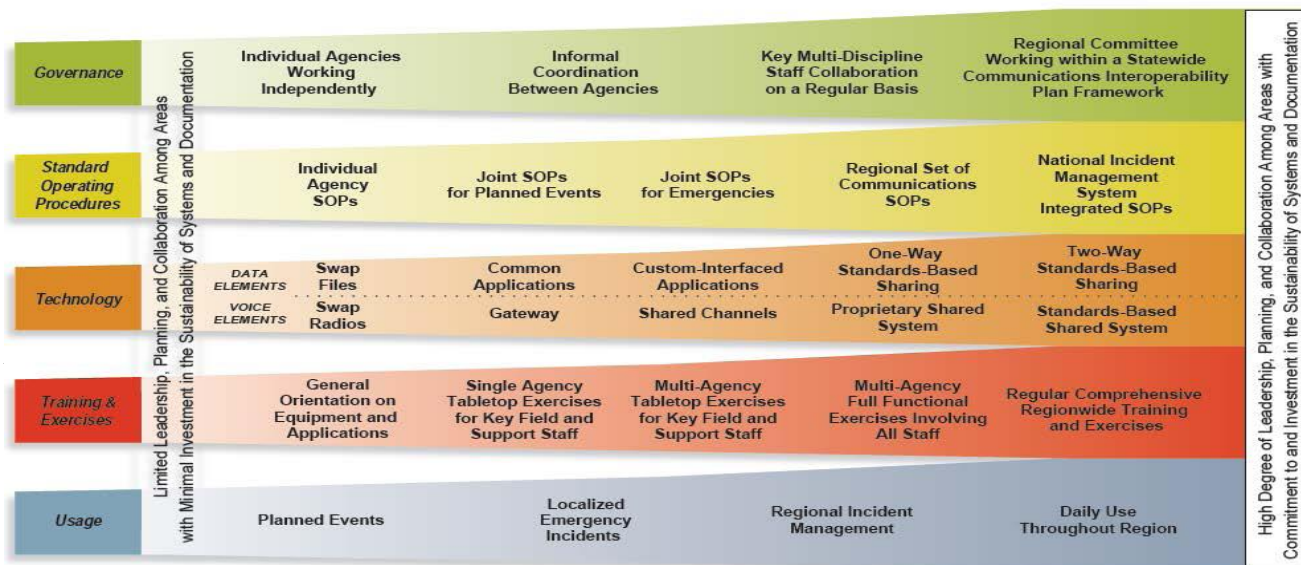 Limited Leadership, Planning, and Collaboration Among Areas
with Minimal Investment in the Sustainability of Systems and Documentation
Governance
Individual Agencies
Working
Independently
Informal
Coordination
Between Agencies
Key Multi-Discipline
Staff Collaboration
on a Regular Basis
Regional Committee
Working within a Statewide
Communications Interoperability
Plan Framework
Standard
Operating
Procedures
Individual
Agency
SOPs
Joint SOPs
for Planned Events
Joint SOPs
for Emergencies
Regional Set of
Communications
SOPs
National Incident
Management
System
Integrated SOPs
Technology
DATA
ELEMENTS
Swap
Files
Common
Applications
Custom-Interfaced
Applications
One-Way
Standards-Based
Sharing
Two-Way
Standards-Based
Sharing
VOICE
ELEMENTS
Swap
Radios
Gateway
Shared Channels
Proprietary Shared
System
Standards-Based
Shared System
Training &
Exercises
General
Orientation on
Equipment and
Applications
Single Agency
Tabletop Exercises
for Key Field and
Support Staff
Multi-Agency
Tabletop Exercises
for Key Field and
Support Staff
Multi-Agency
Full Functional
Exercises Involving
All Staff
Regular Comprehensive
Regionwide Training
and Exercises
Usage
Planned Events
Localized
Emergency
Incidents
Regional Incident
Management
Daily Use
Throughout Region
High Degree of Leadership, Planning, and Collaboration Among Areas with
Commitment to and Investment in the Sustainability of Systems and Documentation